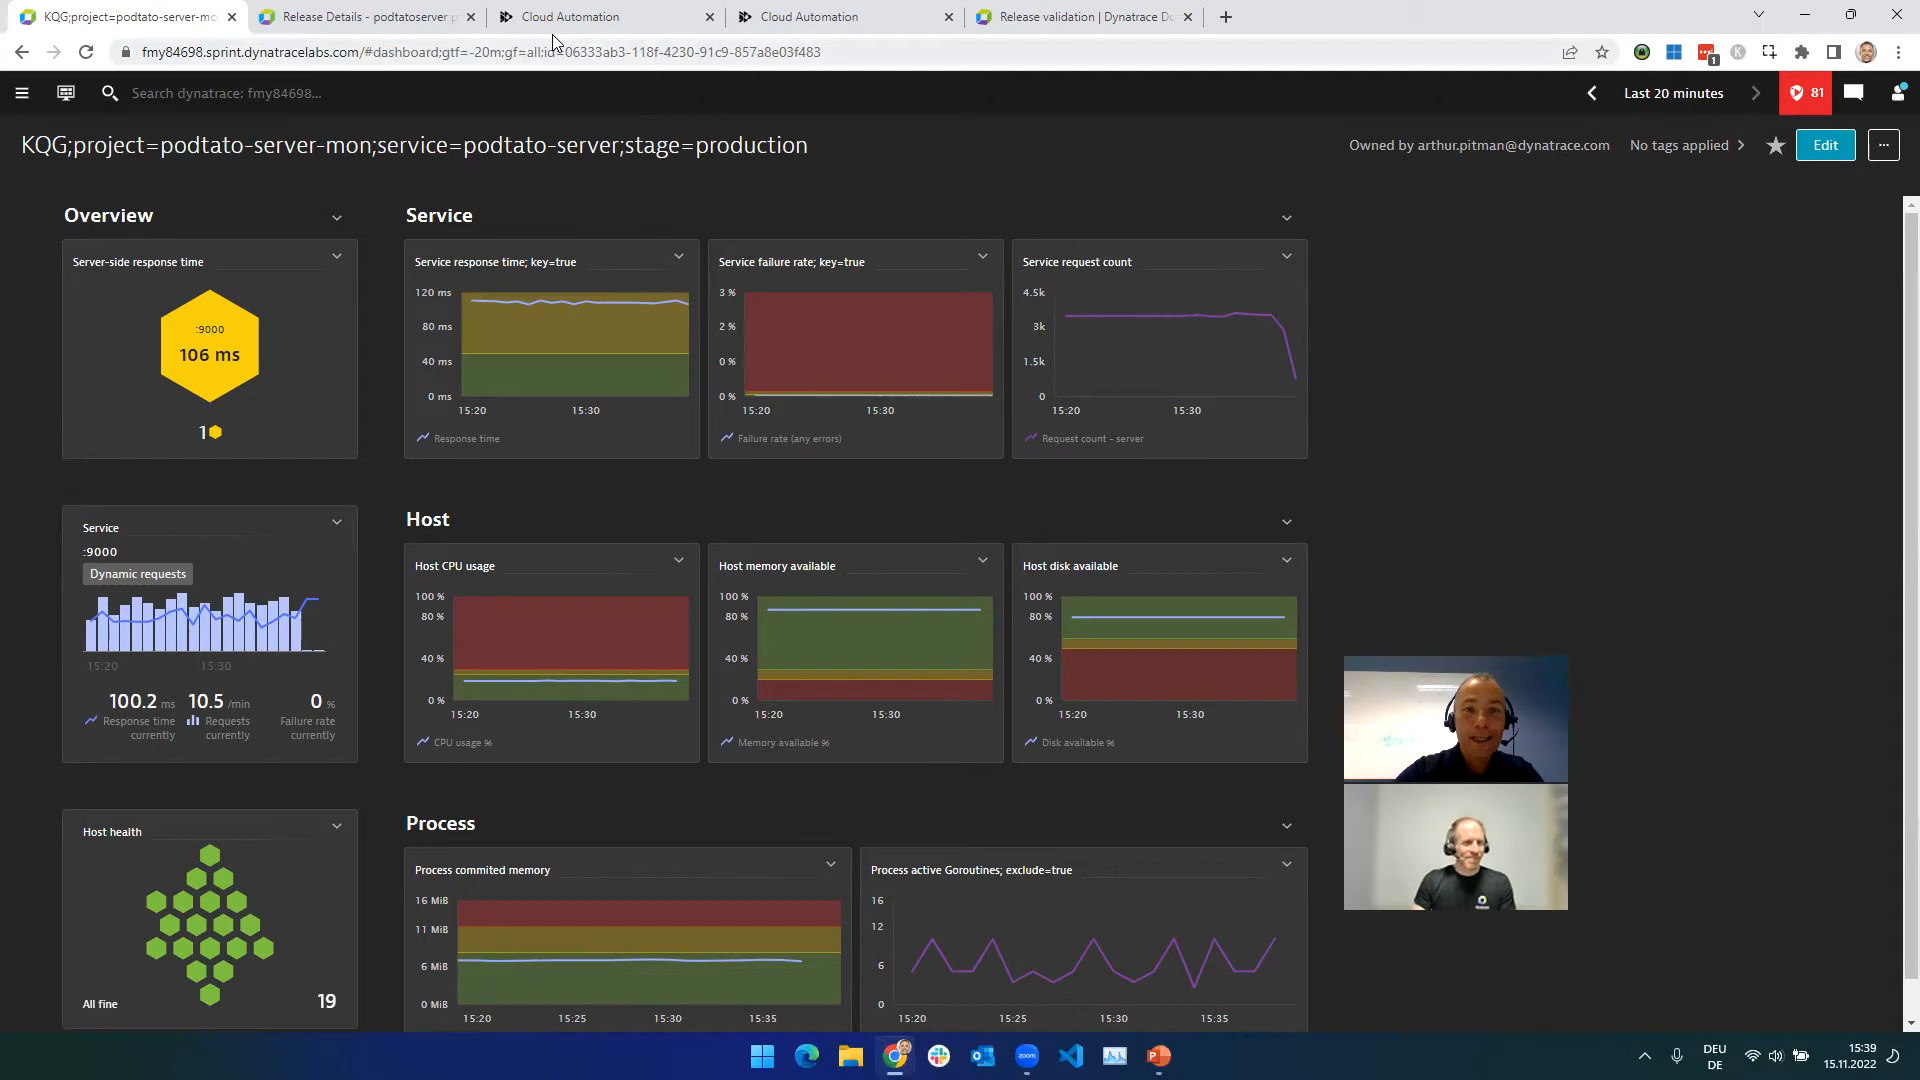 KQG;project=podtato-server-mo
Release Details - podtatoserver p
Cloud Automation
Cloud Automation
Release validation | Dynatrace Do
fmy84698.sprint.dynatracelabs.com/#dashboard;gtf=-20m;gf=all;id=06333ab3-118f-4230-91c9-857a8e03f483
1
Search dynatrace: fmy84698...
Last 20 minutes
81
KQG;project=podtato-server-mon;service=podtato-server;stage=production
Owned by arthur.pitman@dynatrace.com
No tags applied
Edit
...
Overview
Service
Server-side response time
:9000
106 ms
1
Service response time; key=true
120 ms
80 ms
40 ms
0 ms
15:20
15:30
Response time
Service failure rate; key=true
3 %
2 %
0 %
0 %
15:20
15:30
Failure rate (any errors)
Service request count
4.5k
3k
1.5k
0
15:20
15:30
Request count - server
Service
:9000
Dynamic requests
15:20
15:30
100.2 ms
Response time
currently
10.5 /min
Requests
currently
0 %
Failure rate
currently
Host
Host CPU usage
100 %
80 %
40 %
0 %
15:20
15:30
CPU usage %
Host memory available
100 %
80 %
40 %
0 %
15:20
15:30
Memory available %
Host disk available
100 %
80 %
40 %
0 %
15:20
15:30
Disk available %
Host health
All fine
19
Process
Process commited memory
16 MiB
11 MiB
6 MiB
0 MiB
15:20
15:25
15:30
15:35
Process active Goroutines; exclude=true
16
12
6
0
15:20
15:25
15:30
15:35
zoom
DEU
DE
15:39
15.11.2022